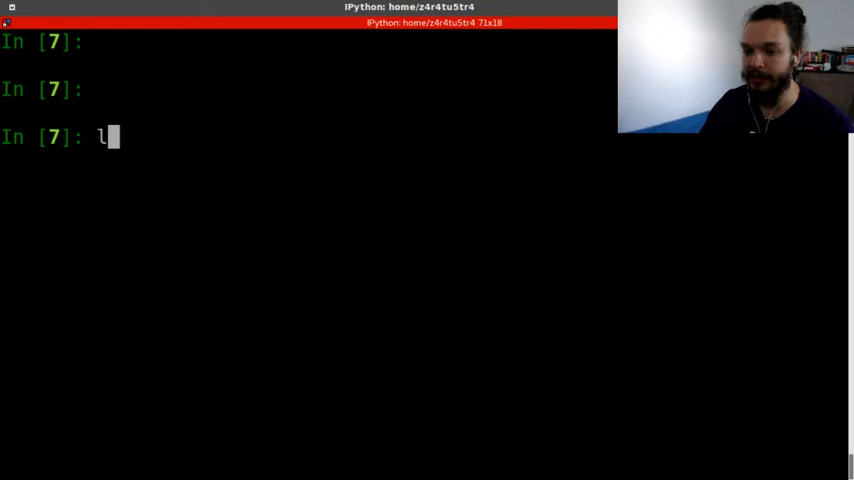 IPython: home/z4r4tu5tr4
IPython: home/z4r4tu5tr4 71x18
In [7]:
In [7]:
In [7]: l